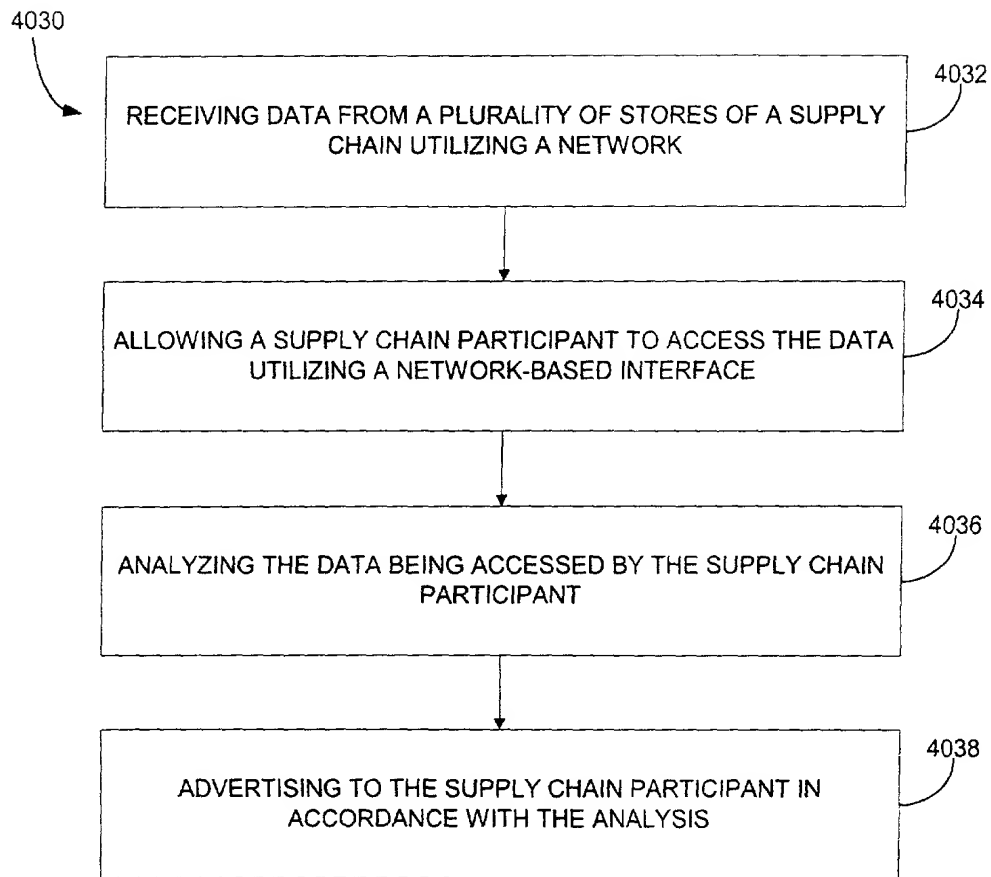 4030
4032
RECEIVING DATA FROM A PLURALITY OF STORES OF A SUPPLY
CHAIN UTILIZING A NETWORK
4034
ALLOWING A SUPPLY CHAIN PARTICIPANT TO ACCESS THE DATA
UTILIZING A NETWORK-BASED INTERFACE
4036
ANALYZING THE DATA BEING ACCESSED BY THE SUPPLY CHAIN
PARTICIPANT
4038
ADVERTISING TO THE SUPPLY CHAIN PARTICIPANT IN
ACCORDANCE WITH THE ANALYSIS